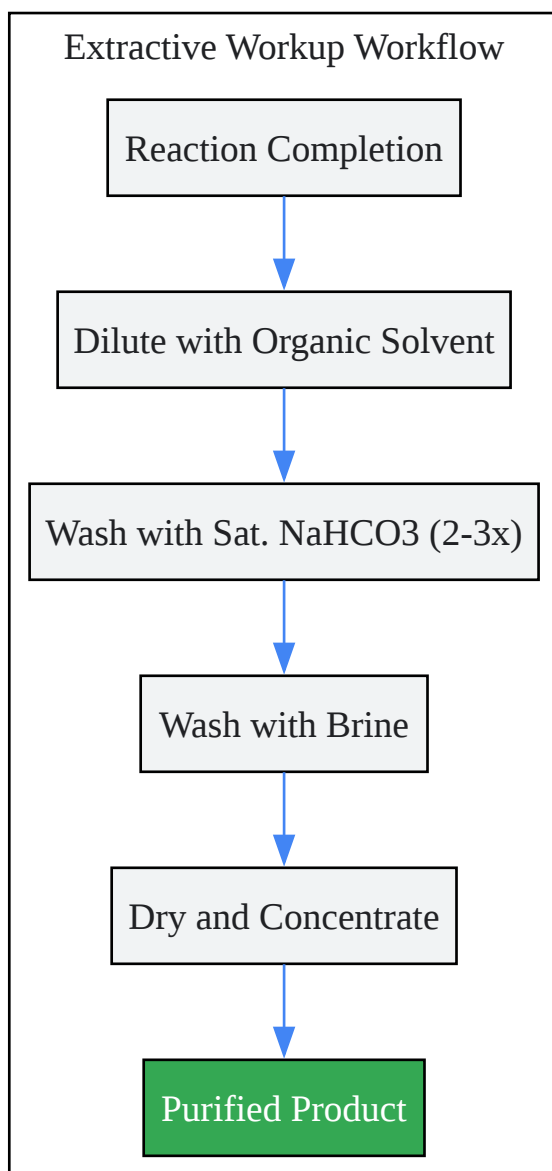 Extractive Workup Workflow
Reaction Completion
Dilute with Organic Solvent
Wash with Sat. NaHCO3 (2-3x)
Wash with Brine
Dry and Concentrate
Purified Product